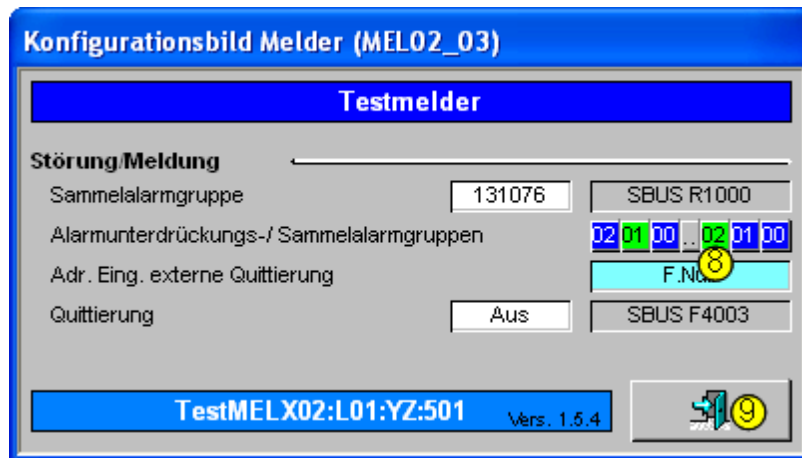 Konfigurationsbild Melder (MEL02_03)
Testmelder
Störung/Meldung
Sammelalarmgruppe 131076 SBUS R1000
Alarmunterdrückungs-/ Sammelalarmgruppen 02 01 00 .. 02 01 00
8
Adr. Eing. externe Quittierung
Quittierung Aus SBUS F4003
TestMELX02:L01:YZ:501 Vers. 1.5.4
9